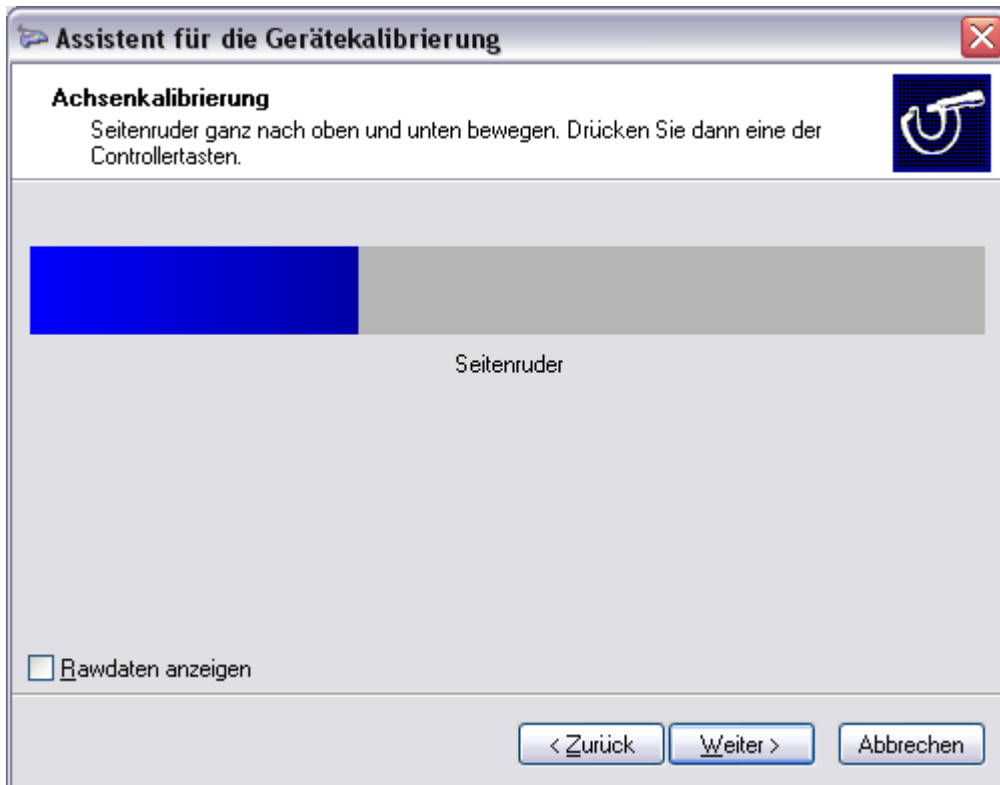 Assistent für die Gerätekalibrierung
Achsenkalibrierung
Seitenruder ganz nach oben und unten bewegen. Drücken Sie dann eine der
Controllertasten.
Seitenruder
Rawdaten anzeigen
< Zurück
Weiter >
Abbrechen